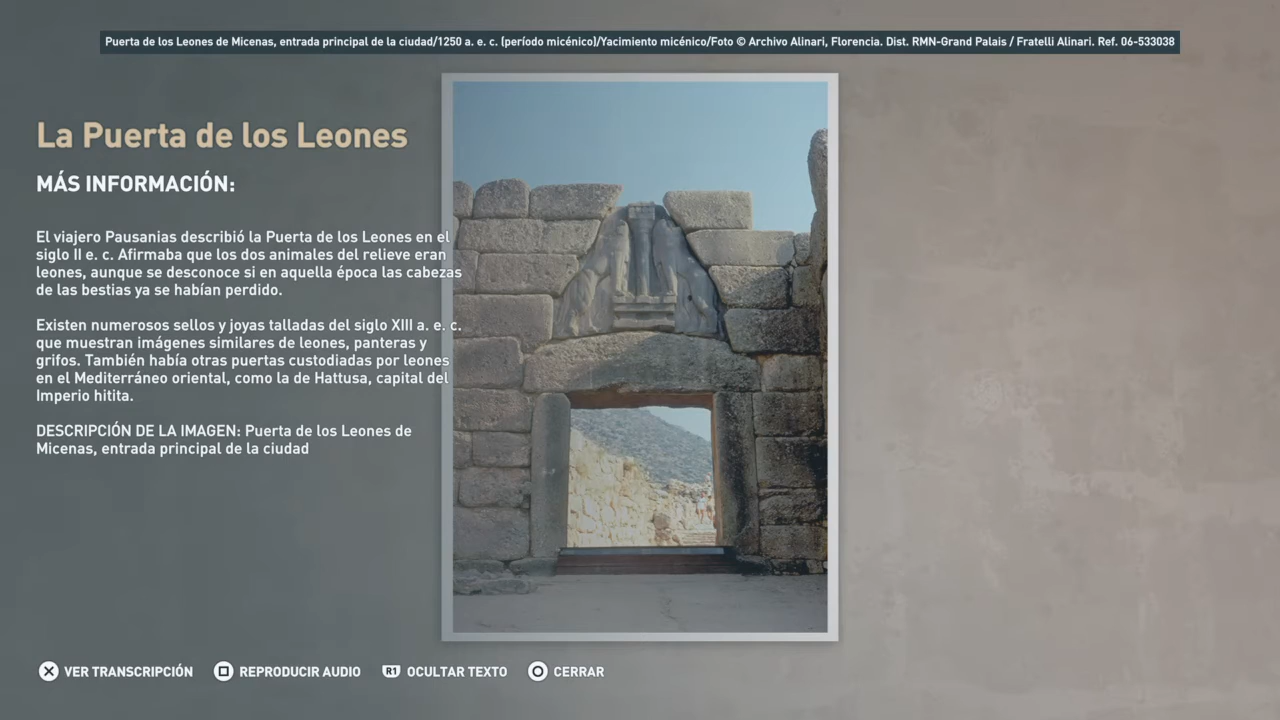 Puerta de los Leones de Micenas, entrada principal de la ciudad/1250 a. e. c. (período micénico)/Yacimiento micénico/Foto © Archivo Alinari, Florencia. Dist. RMN-Grand Palais / Fratelli Alinari. Ref. 06-533038
La Puerta de los Leones
MÁS INFORMACIÓN:
El viajero Pausanias describió la Puerta de los Leones en el
siglo II e. c. Afirmaba que los dos animales del relieve eran
leones, aunque se desconoce si en aquella época las cabezas
de las bestias ya se habían perdido.
Existen numerosos sellos y joyas talladas del siglo XIII a. e. c.
que muestran imágenes similares de leones, panteras y
grifos. También había otras puertas custodiadas por leones
en el Mediterráneo oriental, como la de Hattusa, capital del
Imperio hitita.
DESCRIPCIÓN DE LA IMAGEN: Puerta de los Leones de
Micenas, entrada principal de la ciudad
VER TRANSCRIPCIÓN REPRODUCIR AUDIO R1 OCULTAR TEXTO CERRAR